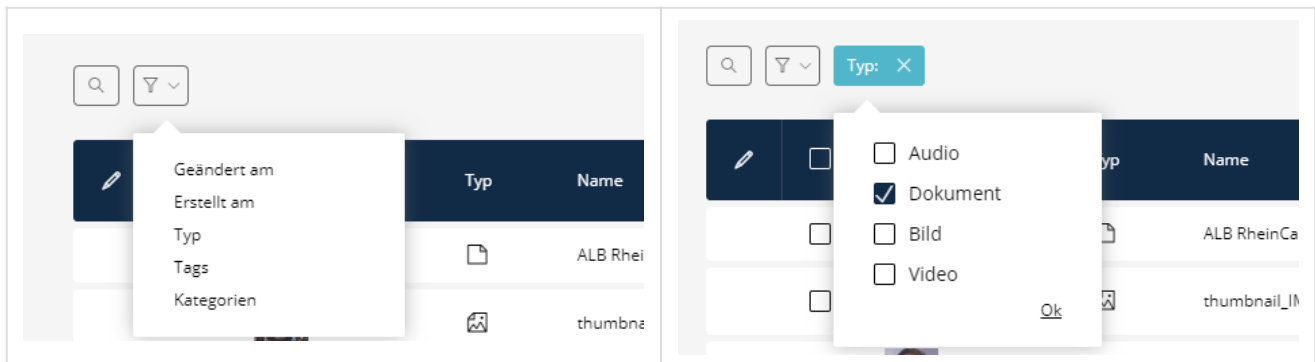 Geändert am
Erstellt am
Typ
Tags
Kategorien
Typ Name
ALB Rhei
thumbna
Typ:
Audio
Dokument
Bild
Video
Ok
yp Name
ALB RheinCa
thumbnail_IM